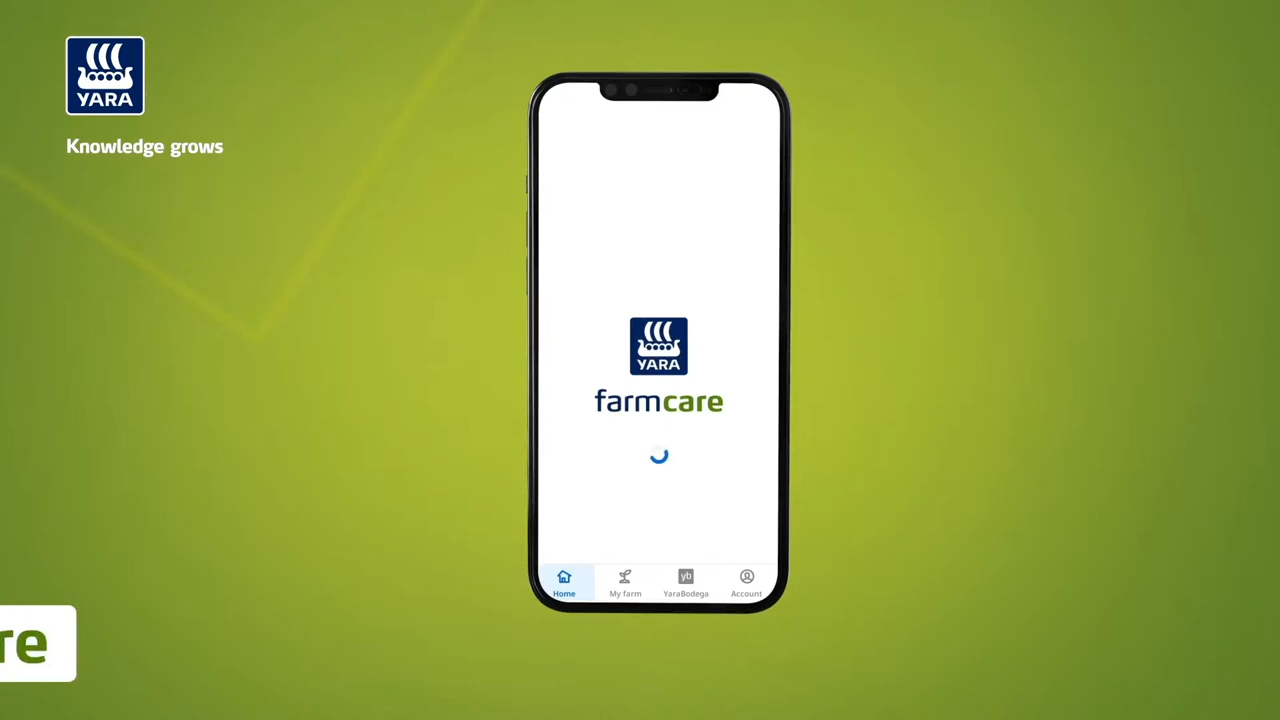 YARA
Knowledge grows
YARA
farmcare
Home
My farm
yb
YaraBodega
Account
re